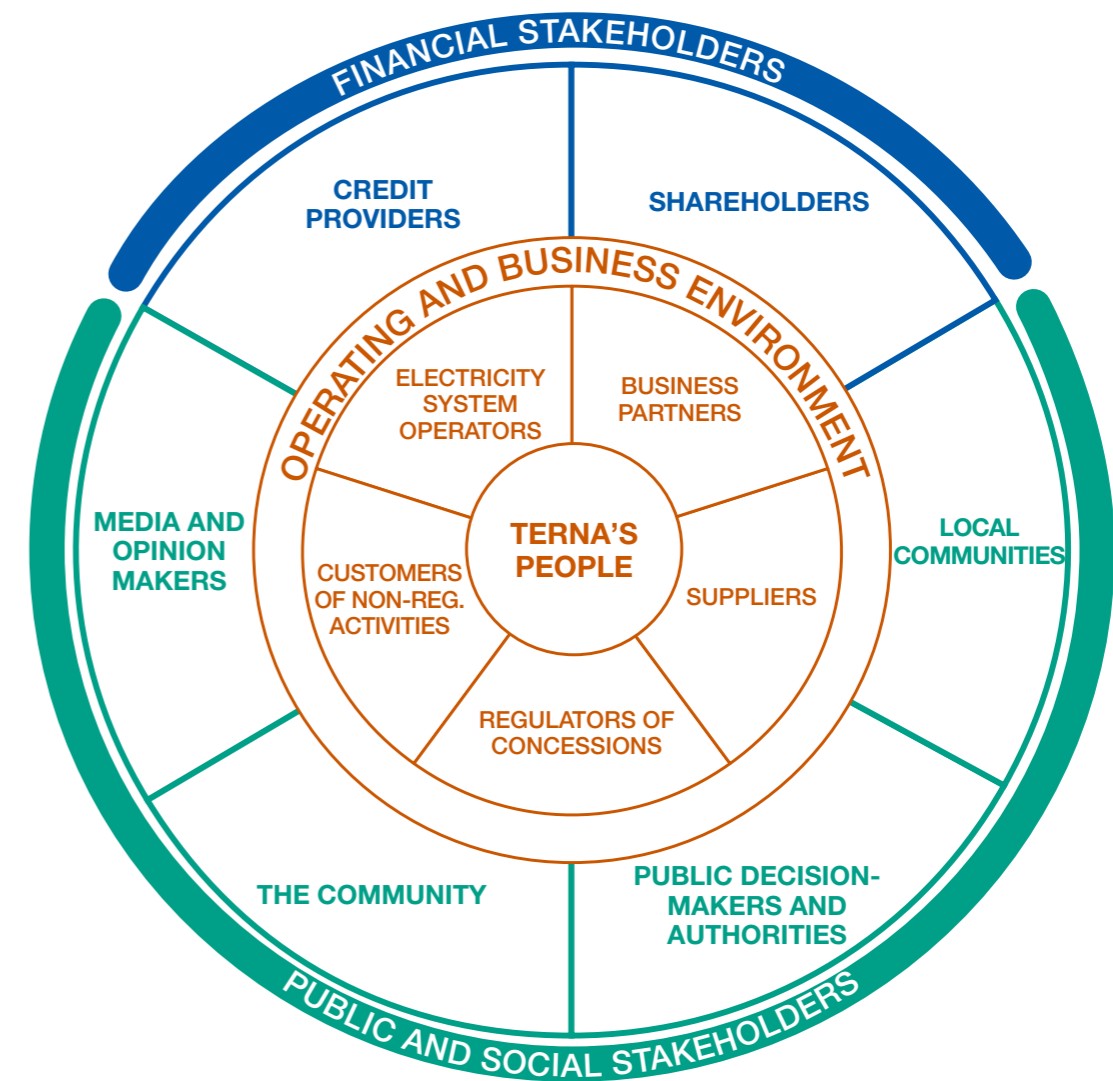 FINANCIAL STAKEHOLDERS
CREDIT
PROVIDERS
SHAREHOLDERS
OPERATING AND BUSINESS ENVIRONMENT
ELECTRICITY
SYSTEM
OPERATORS
BUSINESS
PARTNERS
TERNA'S
PEOPLE
MEDIA AND
OPINION
MAKERS
CUSTOMERS
OF NON-REG.
ACTIVITIES
SUPPLIERS
LOCAL
COMMUNITIES
REGULATORS OF
CONCESSIONS
THE COMMUNITY
PUBLIC DECISION-
MAKERS AND
AUTHORITIES
PUBLIC AND SOCIAL STAKEHOLDERS